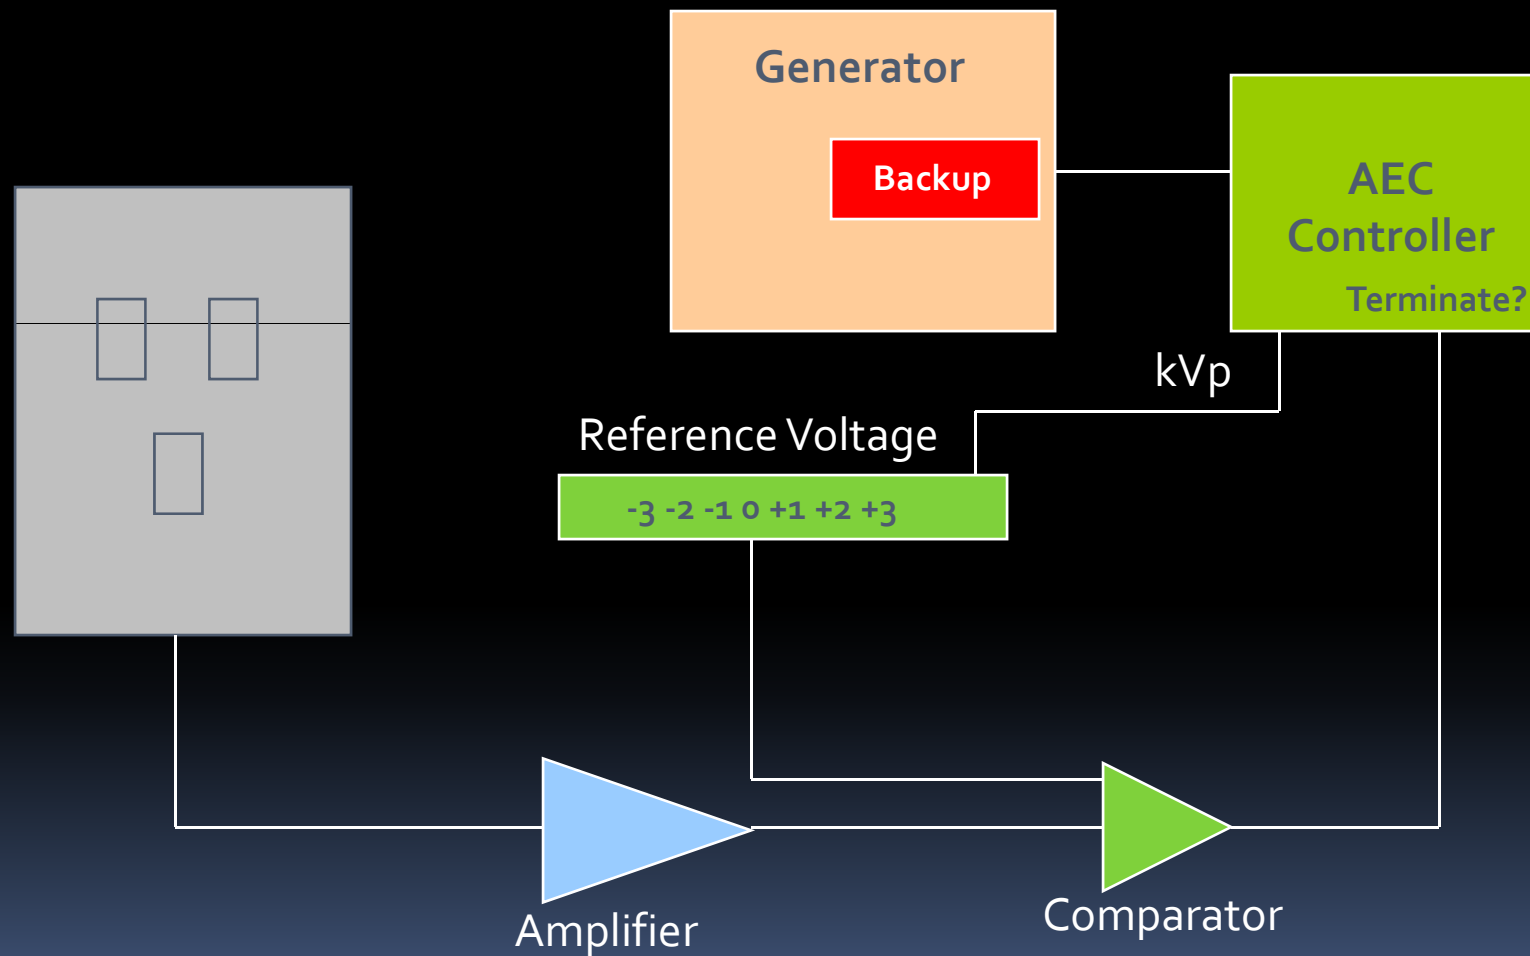 Generator
Backup
AEC
Controller
Terminate?
kVp
Reference Voltage
-3 -2 -1 0 +1 +2 +3
Amplifier
Comparator